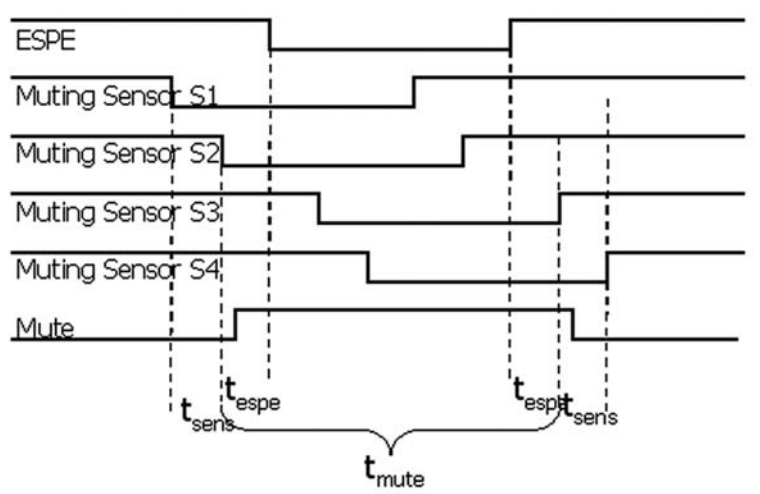 ESPE
Muting Sensor S1
Muting Sensor S2
Muting Sensor S3
Muting Sensor S4
Mute
tespe
tespe
tsens
tsens
tmute